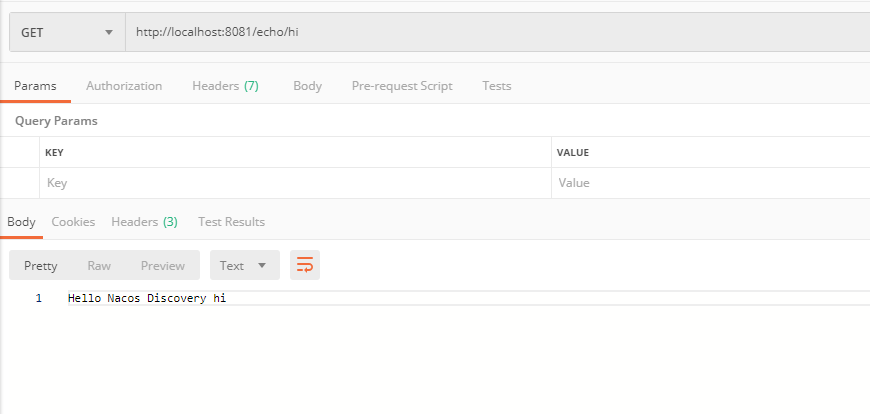 GET http://localhost:8081/echo/hi
Params Authorization Headers (7) Body Pre-request Script Tests
Query Params
KEY VALUE
Key Value
Body Cookies Headers (3) Test Results
Pretty Raw Preview Text
1 Hello Nacos Discovery hi